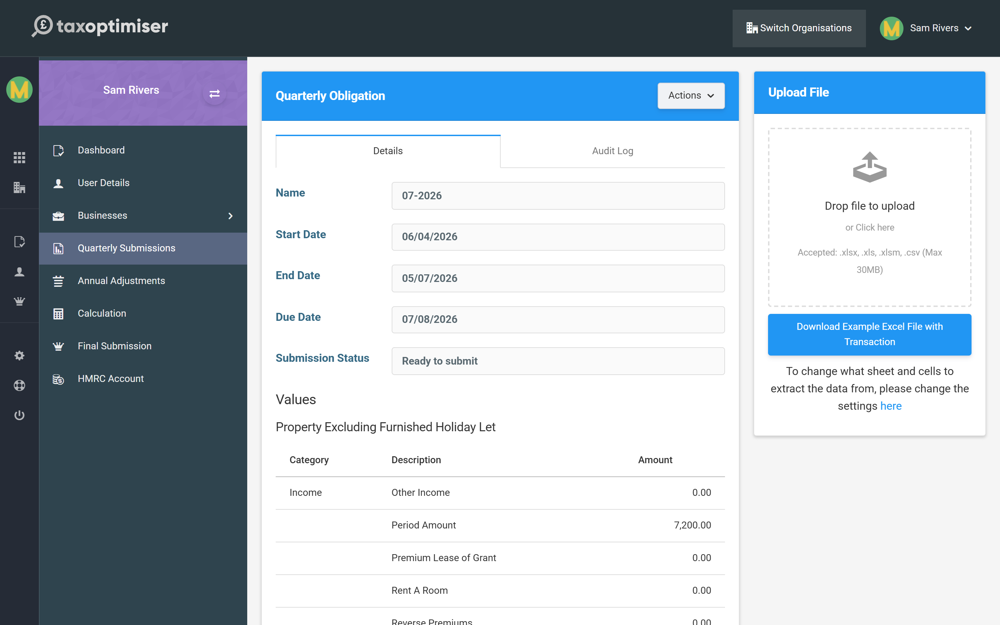 taxoptimiser
Switch Organisations
Sam Rivers
Sam Rivers
Dashboard
User Details
Businesses
Quarterly Submissions
Annual Adjustments
Calculation
Final Submission
HMRC Account
Quarterly Obligation
Actions
Details
Audit Log
Name
07-2026
Start Date
06/04/2026
End Date
05/07/2026
Due Date
07/08/2026
Submission Status
Ready to submit
Values
Property Excluding Furnished Holiday Let
Category Description Amount
Income Other Income 0.00
Period Amount 7,200.00
Premium Lease of Grant 0.00
Rent A Room 0.00
Reverse Premiums 0.00
Upload File
Drop file to upload
or Click here
Accepted: .xlsx, .xls, .xlsm, .csv (Max
30MB)
Download Example Excel File with
Transaction
To change what sheet and cells to
extract the data from, please change the
settings here